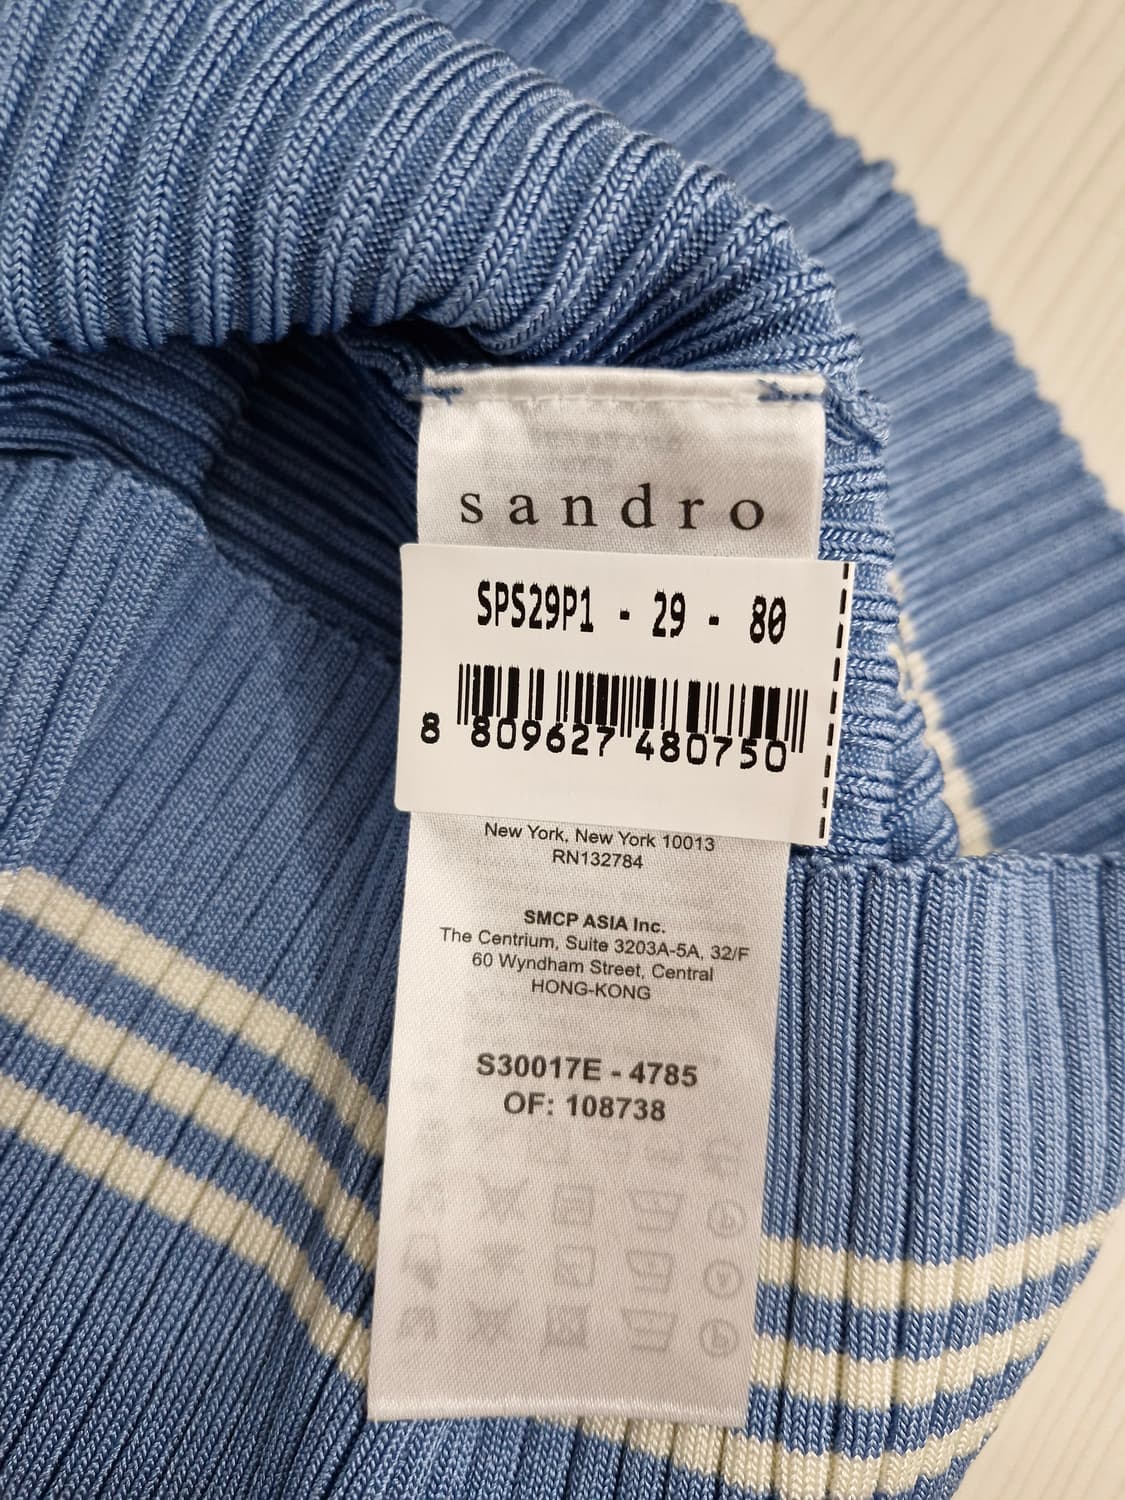 sandro
SPS29P1 - 29 - 80
8 809627 480750
New York, New York 10013
RN132784
SMCP ASIA Inc.
The Centrium, Suite 3203A-5A, 32/F
60 Wyndham Street, Central
HONG-KONG
S30017E - 4785
OF: 108738